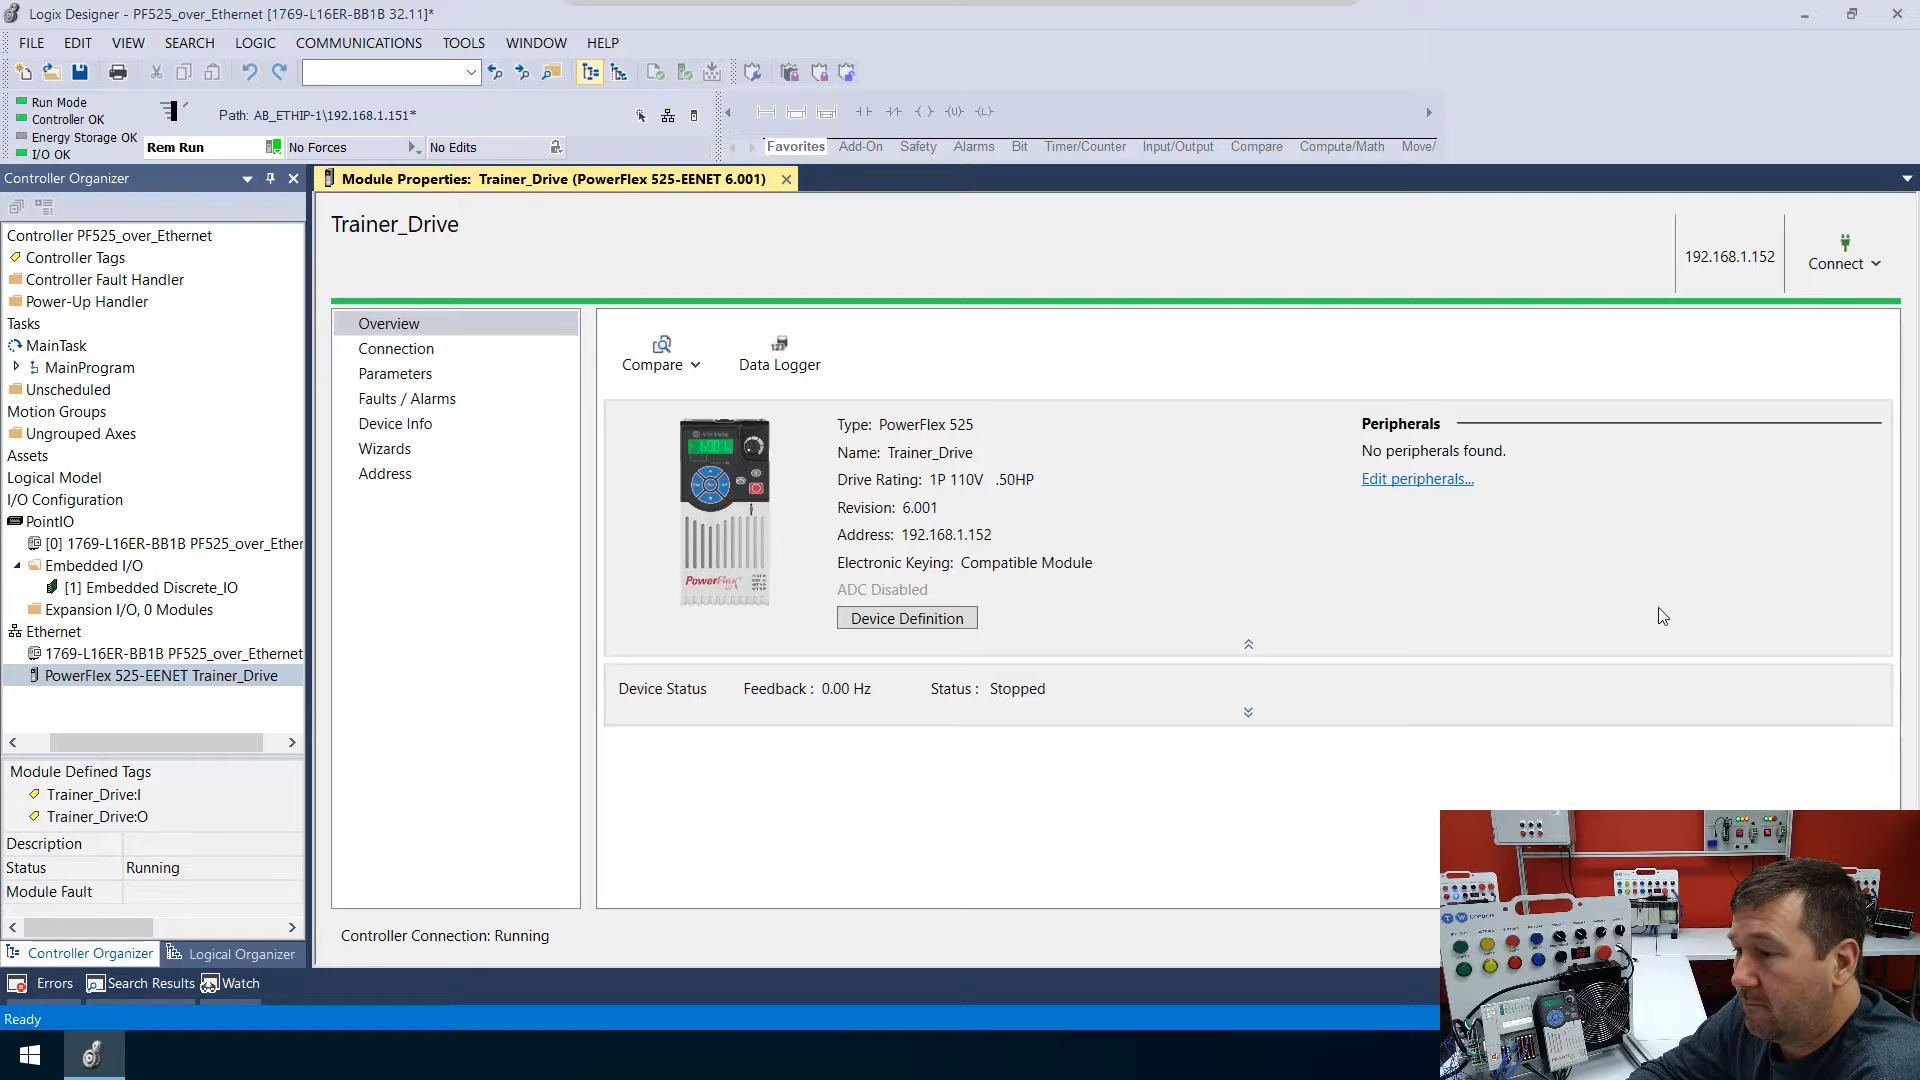 Logix Designer - PF525_over_Ethernet [1769-L16ER-BB1B 32.11]*
FILE EDIT VIEW SEARCH LOGIC COMMUNICATIONS TOOLS WINDOW HELP
Run Mode
Controller OK
Energy Storage OK
I/O OK
Path: AB_ETHIP-1\192.168.1.151*
Rem Run No Forces No Edits
Favorites Add-On Safety Alarms Bit Timer/Counter Input/Output Compare Compute/Math Move/
Controller Organizer
Controller PF525_over_Ethernet
Controller Tags
Controller Fault Handler
Power-Up Handler
Tasks
MainTask
MainProgram
Unscheduled
Motion Groups
Ungrouped Axes
Assets
Logical Model
I/O Configuration
PointIO
[0] 1769-L16ER-BB1B PF525_over_Ether
Embedded I/O
[1] Embedded Discrete_IO
Expansion I/O, 0 Modules
Ethernet
1769-L16ER-BB1B PF525_over_Ethernet
PowerFlex 525-EENET Trainer_Drive
Module Defined Tags
Trainer_Drive:I
Trainer_Drive:O
Description
Status Running
Module Fault
Controller Organizer Logical Organizer
Module Properties: Trainer_Drive (PowerFlex 525-EENET 6.001)
Trainer_Drive
192.168.1.152
Connect
Overview
Connection
Parameters
Faults / Alarms
Device Info
Wizards
Address
Compare Data Logger
PowerFlex
Type: PowerFlex 525
Name: Trainer_Drive
Drive Rating: 1P 110V .50HP
Revision: 6.001
Address: 192.168.1.152
Electronic Keying: Compatible Module
ADC Disabled
Device Definition
Peripherals
No peripherals found.
Edit peripherals...
Device Status Feedback : 0.00 Hz Status : Stopped
Controller Connection: Running
Errors Search Results Watch
Ready